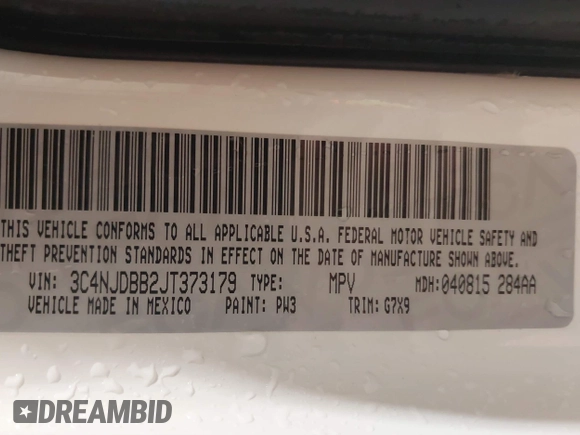 THIS VEHICLE CONFORMS TO ALL APPLICABLE U.S.A. FEDERAL MOTOR VEHICLE SAFETY AND
THEFT PREVENTION STANDARDS IN EFFECT ON THE DATE OF MANUFACTURE SHOWN ABOVE.
VIN: 3C4NJDBB2JT373179 TYPE: MPV MDH:040815 284AA
VEHICLE MADE IN MEXICO PAINT: PW3 TRIM: G7X9
DREAMBID